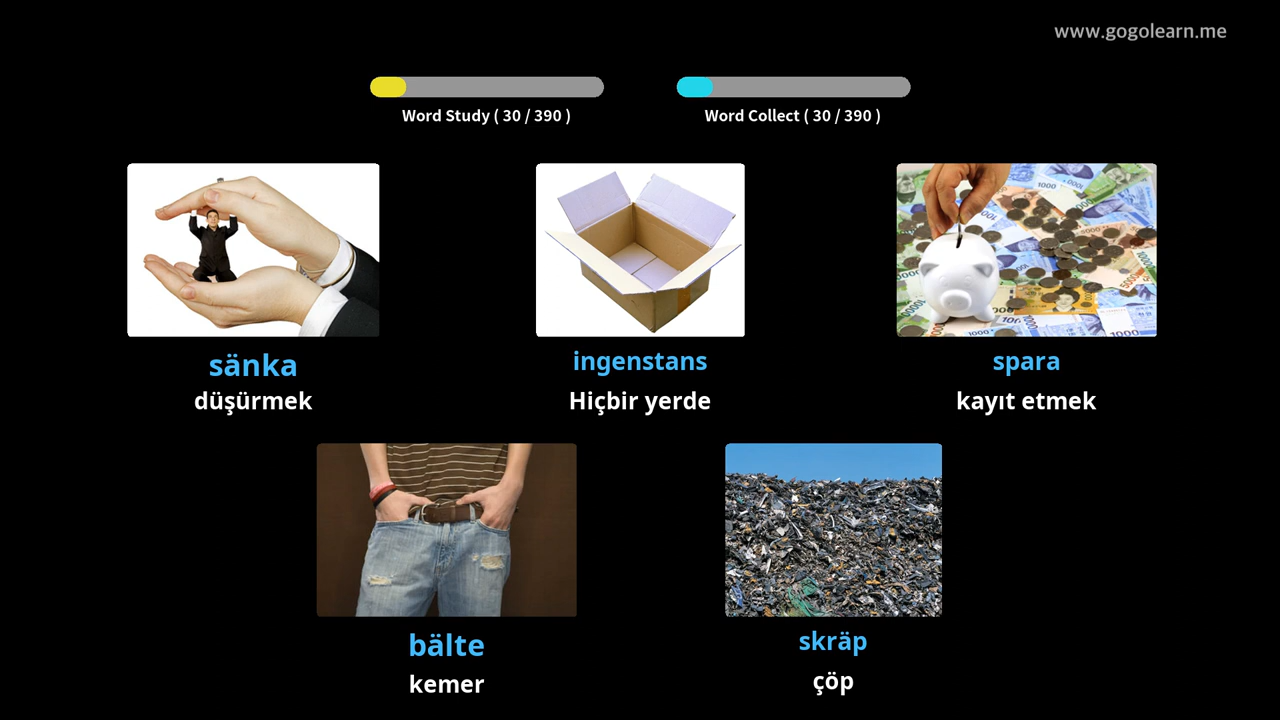 www.gogolearn.me
Word Study ( 30 / 390 )
Word Collect ( 30 / 390 )
sänka
düşürmek
ingenstans
Hiçbir yerde
spara
kayıt etmek
bälte
kemer
skräp
çöp